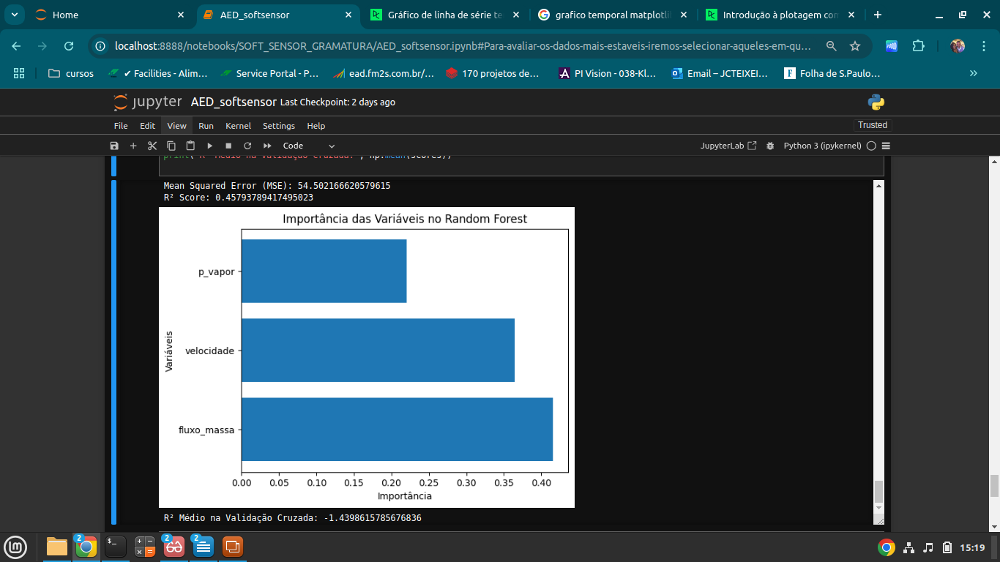 Home
AED_softsensor
Gráfico de linha de série te
grafico temporal matplotli
Introdução à plotagem con
localhost:8888/notebooks/SOFT_SENSOR_GRAMATURA/AED_softsensor.ipynb#Para-avaliar-os-dados-mais-estaveis-iremos-selecionar-aqueles-em-qu…
cursos
✔ Facilities - Alim…
Service Portal - P…
ead.fm2s.com.br/…
170 projetos de…
PI Vision - 038-Kl…
Email – JCTEIXEI…
Folha de S.Paulo…
jupyter AED_softsensor Last Checkpoint: 2 days ago
File Edit View Run Kernel Settings Help
Trusted
Code
JupyterLab
Python 3 (ipykernel)
print("R² Médio na Validação Cruzada:", np.mean(scores))
Mean Squared Error (MSE): 54.502166620579615
R² Score: 0.45793789417495023
Importância das Variáveis no Random Forest
p_vapor
velocidade
fluxo_massa
Variáveis
0.00 0.05 0.10 0.15 0.20 0.25 0.30 0.35 0.40
Importância
R² Médio na Validação Cruzada: -1.4398615785676836
2
2
2
15:19